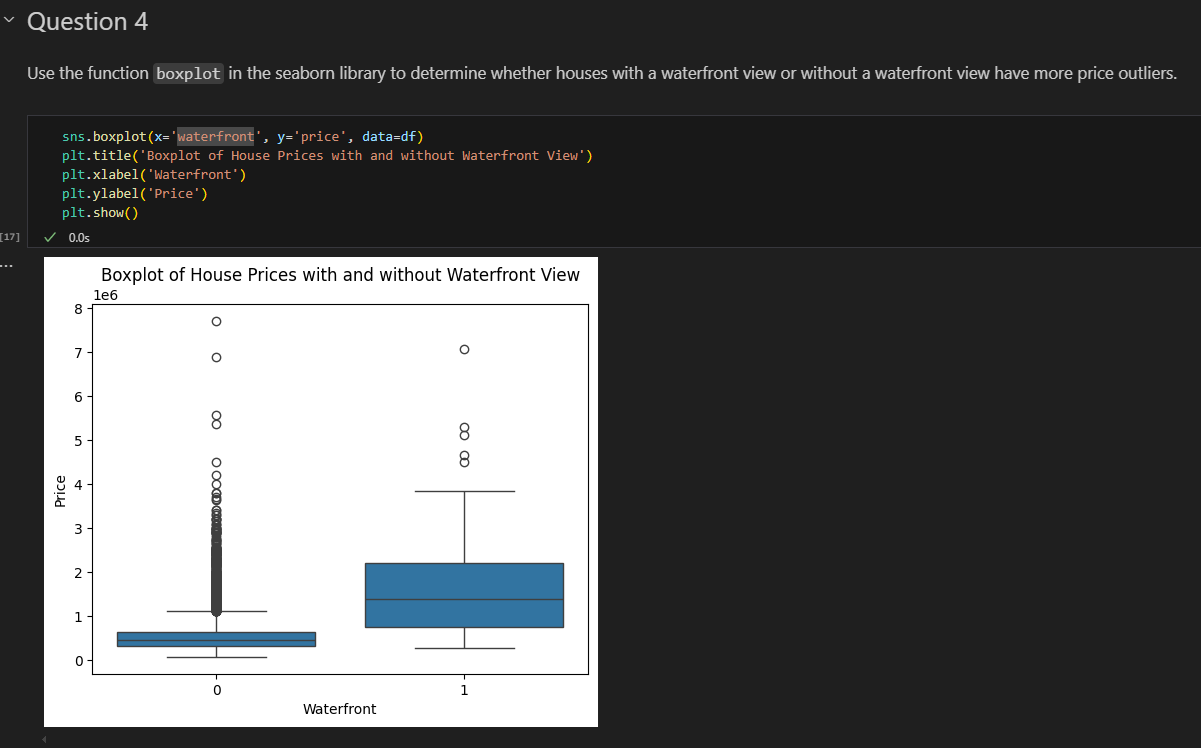 Question 4
Use the function boxplot in the seaborn library to determine whether houses with a waterfront view or without a waterfront view have more price outliers.
sns.boxplot(x='waterfront', y='price', data=df)
plt.title('Boxplot of House Prices with and without Waterfront View')
plt.xlabel('Waterfront')
plt.ylabel('Price')
plt.show()
[17]
0.0s
...
Boxplot of House Prices with and without Waterfront View
1e6
8
7
6
5
4
3
2
1
0
Price
0
1
Waterfront